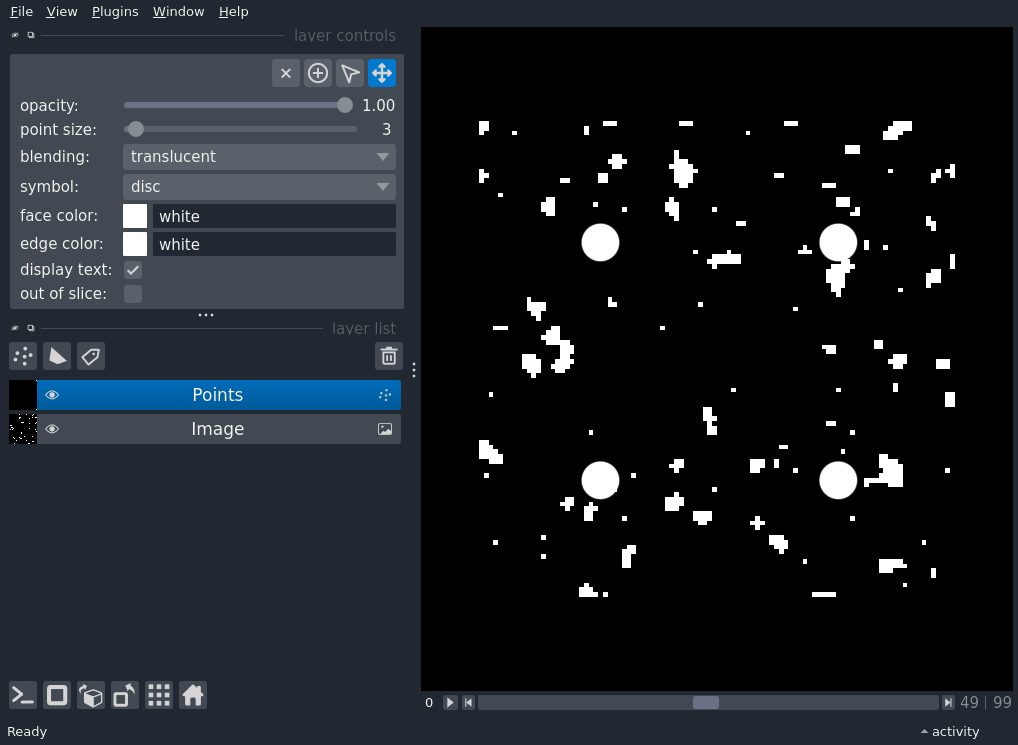 File View Plugins Window Help
layer controls
opacity: 1.00
point size: 3
blending: translucent
symbol: disc
face color: white
edge color: white
display text:
out of slice:
layer list
Points
Image
0 49 | 99
Ready activity